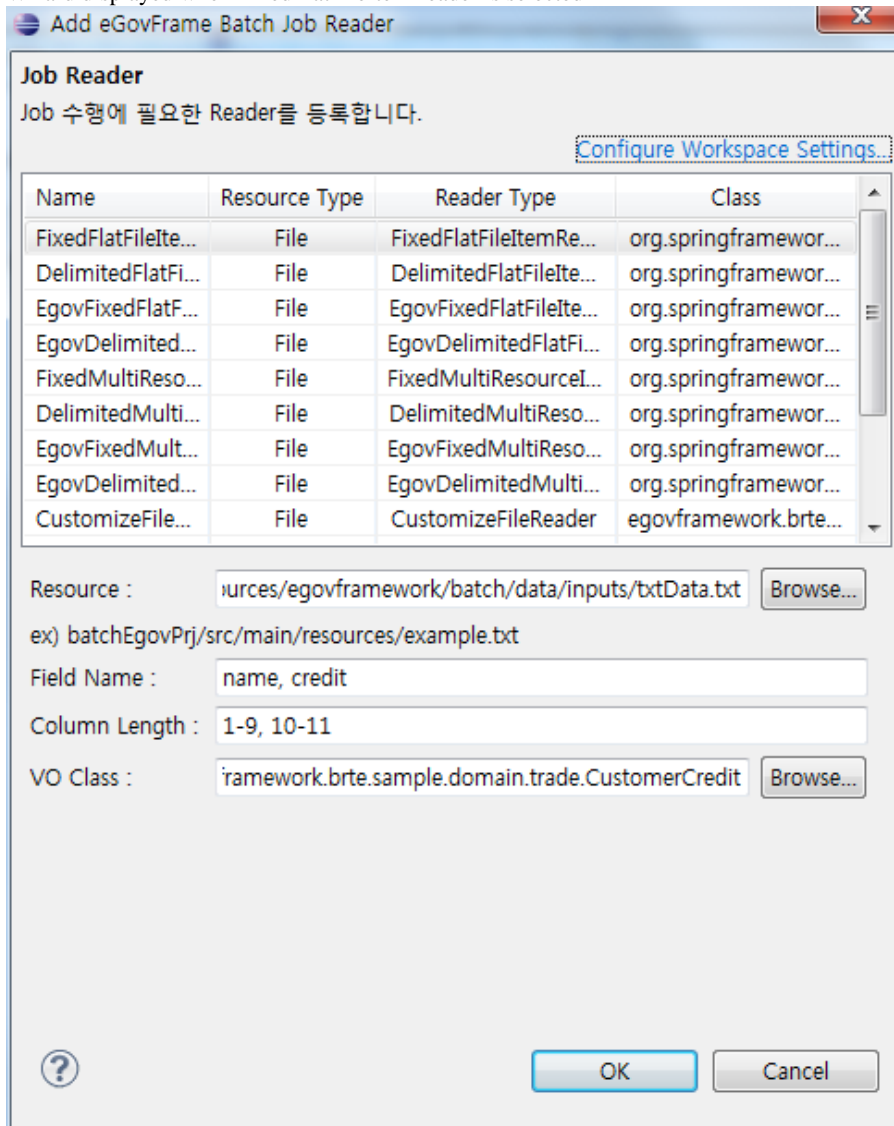 Add eGovFrame Batch Job Reader
Job Reader
Job 수행에 필요한 Reader를 등록합니다.
Configure Workspace Settings...
Name Resource Type Reader Type Class
FixedFlatFileIte... File FixedFlatFileItemRe... org.springframewor...
DelimitedFlatFi... File DelimitedFlatFileIte... org.springframewor...
EgovFixedFlatF... File EgovFixedFlatFileIte... org.springframewor...
EgovDelimited... File EgovDelimitedFlatFi... org.springframewor...
FixedMultiReso... File FixedMultiResourceI... org.springframewor...
DelimitedMulti... File DelimitedMultiReso... org.springframewor...
EgovFixedMult... File EgovFixedMultiReso... org.springframewor...
EgovDelimited... File EgovDelimitedMulti... org.springframewor...
CustomizeFile... File CustomizeFileReader egovframework.brte...
Resource : urces/egovframework/batch/data/inputs/txtData.txt Browse...
ex) batchEgovPrj/src/main/resources/example.txt
Field Name : name, credit
Column Length : 1-9, 10-11
VO Class : ramework.brte.sample.domain.trade.CustomerCredit Browse...
OK Cancel